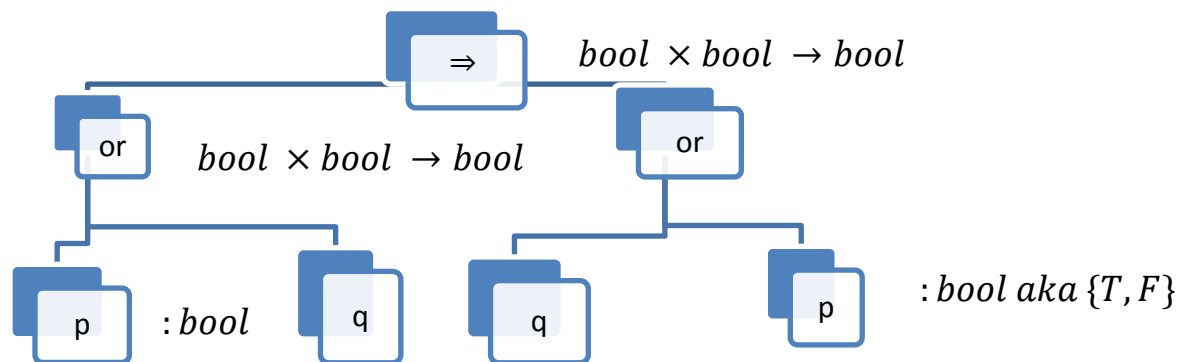 ⇒
bool × bool → bool
or
bool × bool → bool
or
p
: bool
q
q
p
: bool aka {T, F}